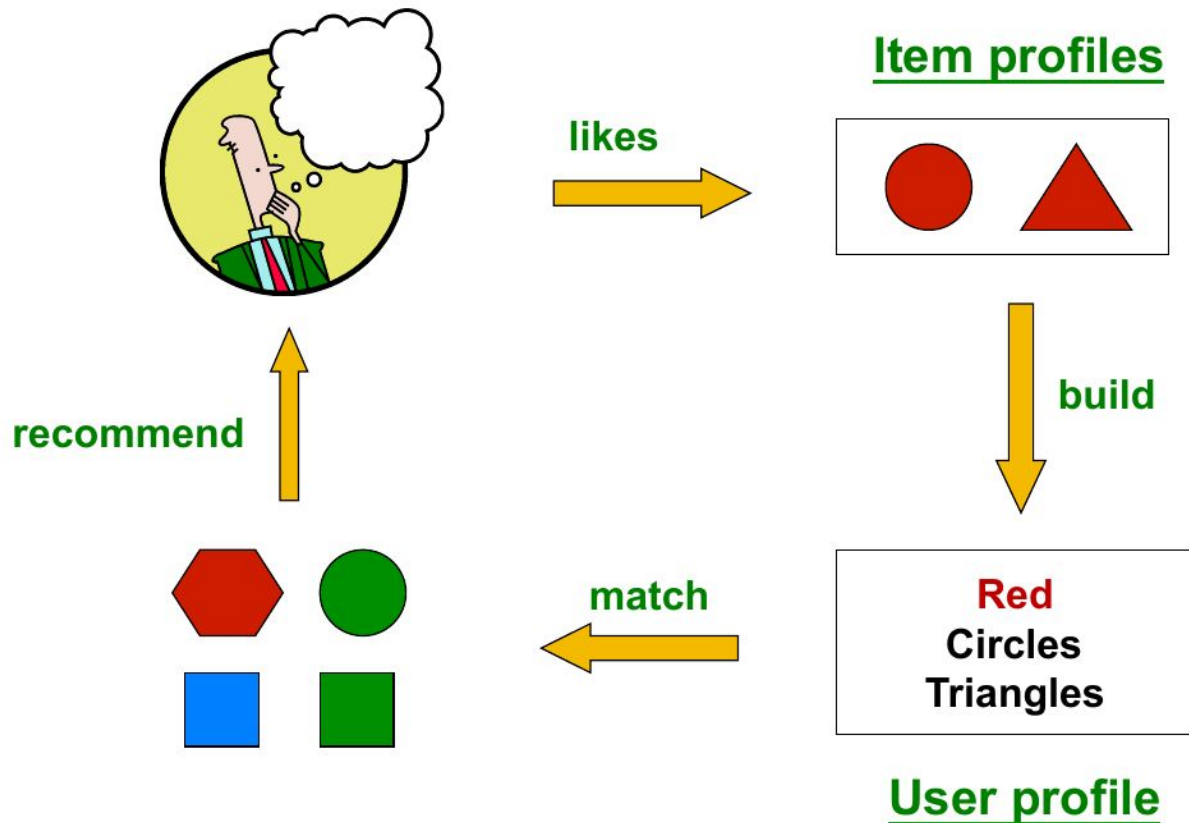 Item profiles
likes
build
recommend
match
Red
Circles
Triangles
User profile